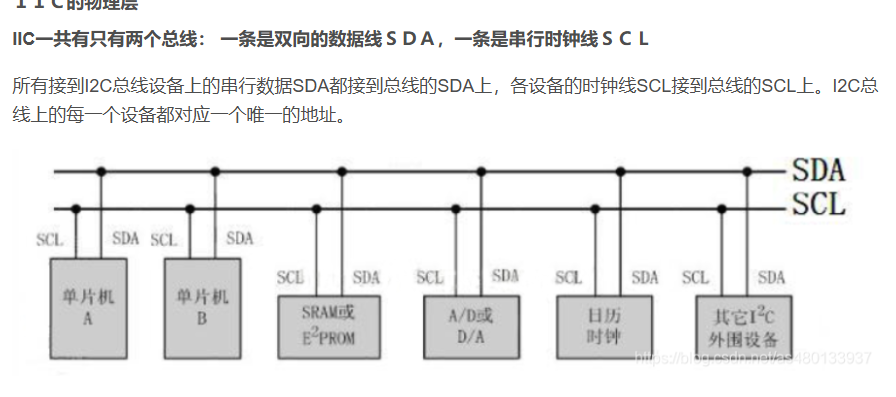 ＩＩＣ的物理层
IIC一共有只有两个总线： 一条是双向的数据线ＳＤＡ，一条是串行时钟线ＳＣＬ
所有接到I2C总线设备上的串行数据SDA都接到总线的SDA上，各设备的时钟线SCL接到总线的SCL上。I2C总
线上的每一个设备都对应一个唯一的地址。
SDA
SCL
SCL SDA SCL SDA
SCL SDA SCL SDA SCL SDA SCL SDA
单片机
A
单片机
B
SRAM或
E²PROM
A/D或
D/A
日历
时钟
其它I²C
外围设备
https://blog.csdn.net/as480133937